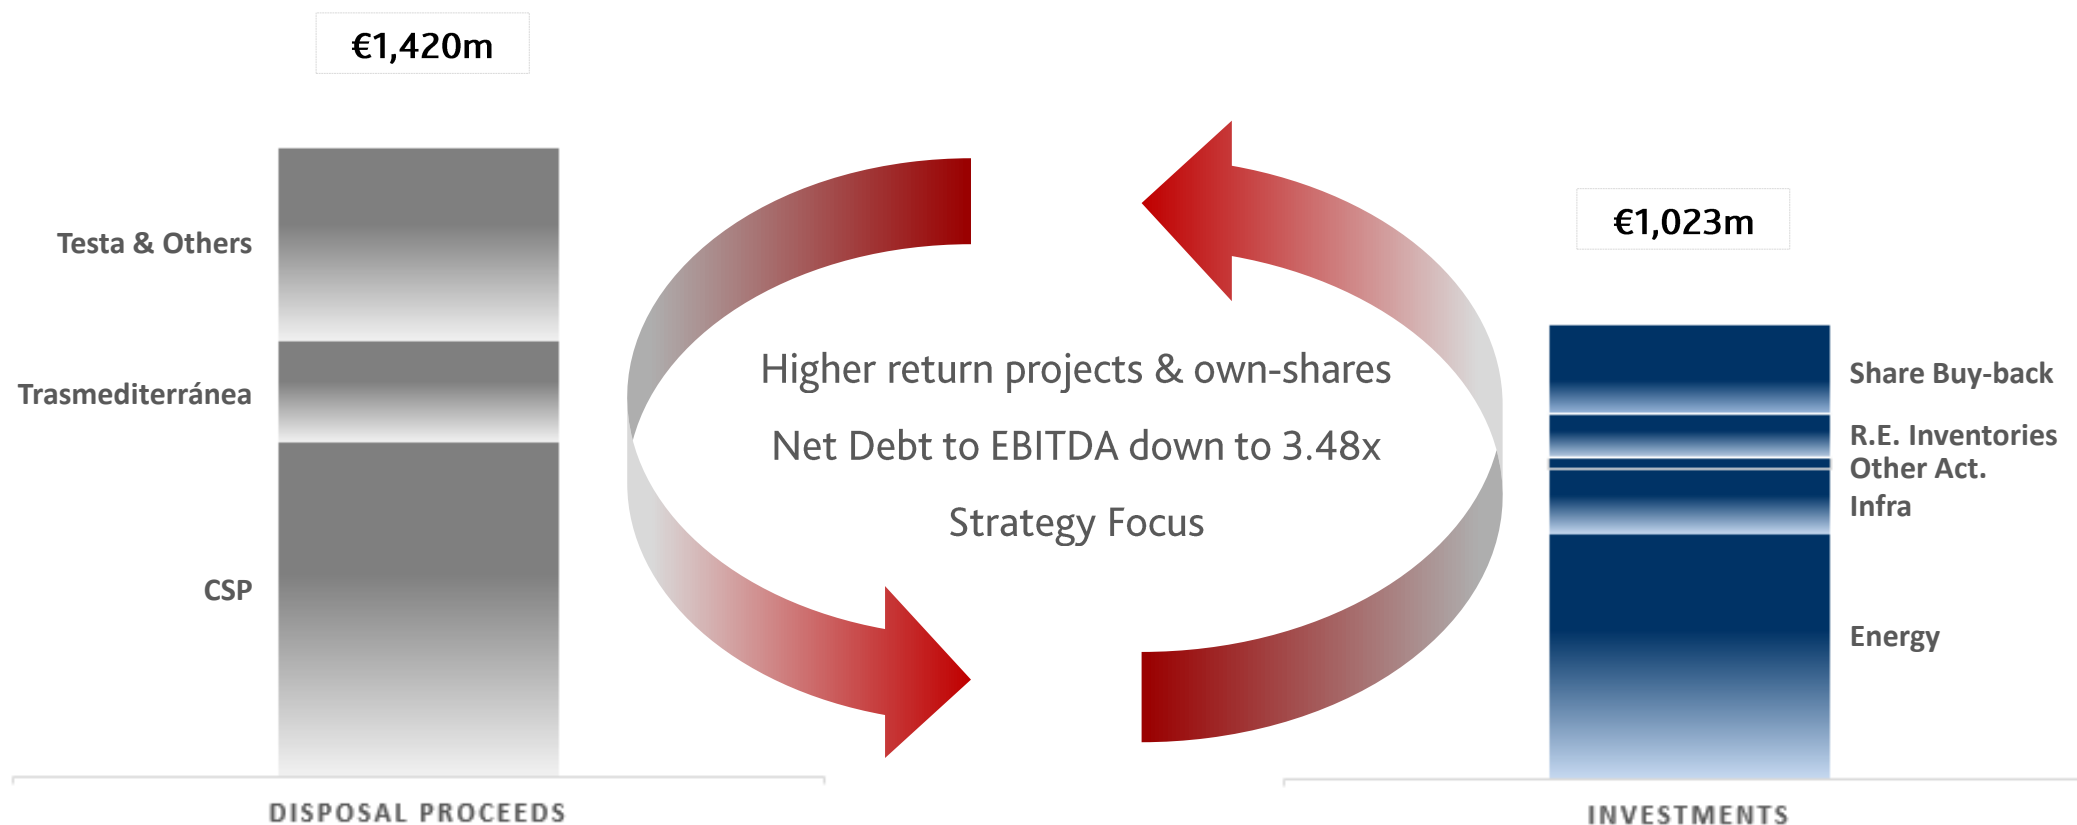 €1,420m
Testa & Others
Trasmediterránea
CSP
DISPOSAL PROCEEDS
Higher return projects & own-shares
Net Debt to EBITDA down to 3.48x
Strategy Focus
€1,023m
Share Buy-back
R.E. Inventories
Other Act.
Infra
Energy
INVESTMENTS